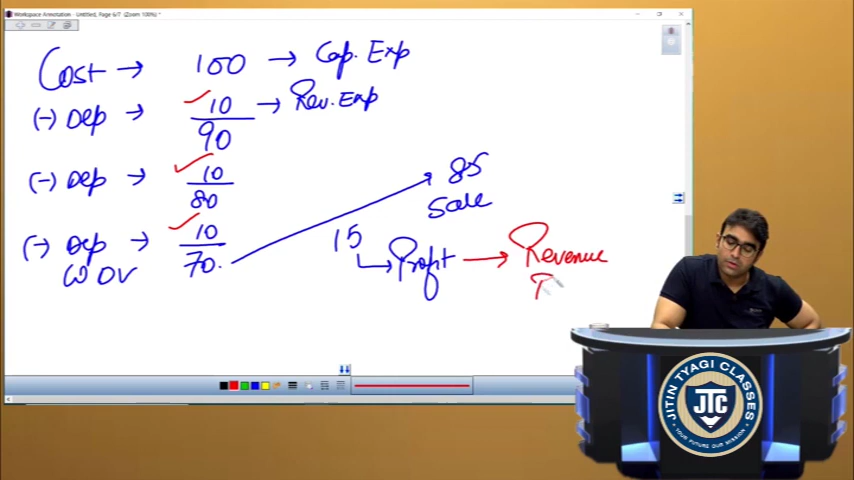 Workspace Annotation - Untitled, Page 6/7 (Zoom 100%) *
Cost → 100 → Cap. Exp
(-) Dep → 10 → Rev. Exp
90
(-) Dep → 10
80
85
Sale
(-) Dep → 10
WDV 70.
15
Profit → Revenue
JITIN TYAGI CLASSES
JTC
YOUR FUTURE OUR MISSION